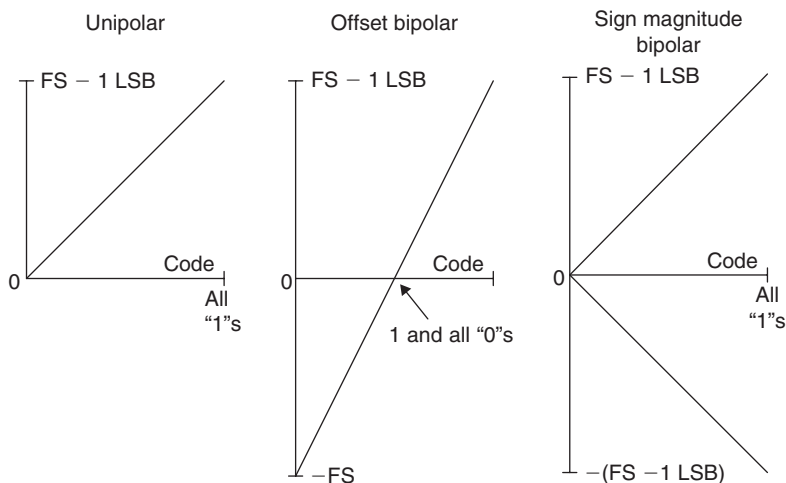 Unipolar
FS − 1 LSB
0
Code
All
“1”s
Offset bipolar
FS − 1 LSB
0
Code
1 and all “0”s
−FS
Sign magnitude
bipolar
FS − 1 LSB
0
Code
All
“1”s
−(FS −1 LSB)